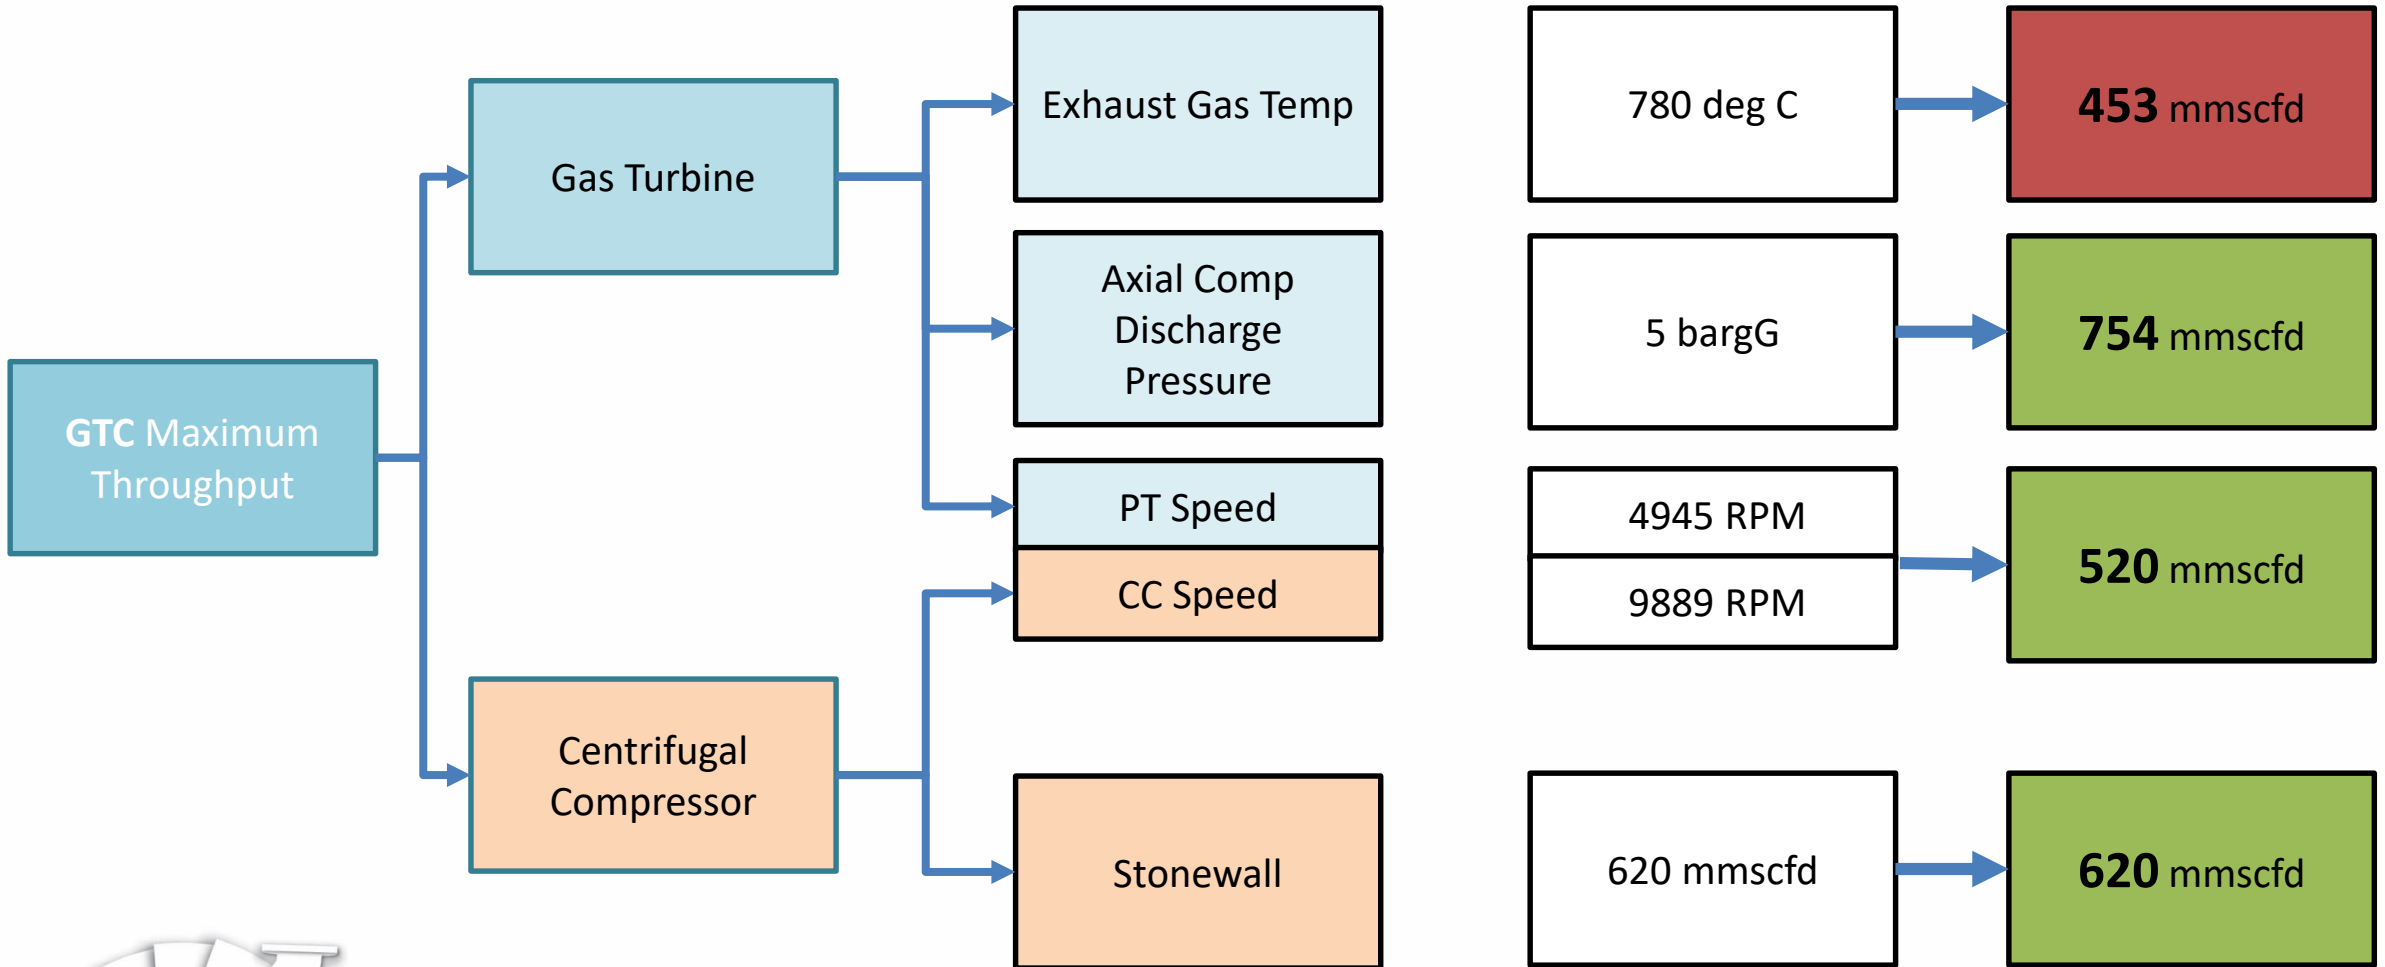 GTC Maximum
Throughput
Gas Turbine
Centrifugal
Compressor
Exhaust Gas Temp
780 deg C
453 mmscfd
Axial Comp
Discharge
Pressure
5 bargG
754 mmscfd
PT Speed
4945 RPM
CC Speed
9889 RPM
520 mmscfd
Stonewall
620 mmscfd
620 mmscfd